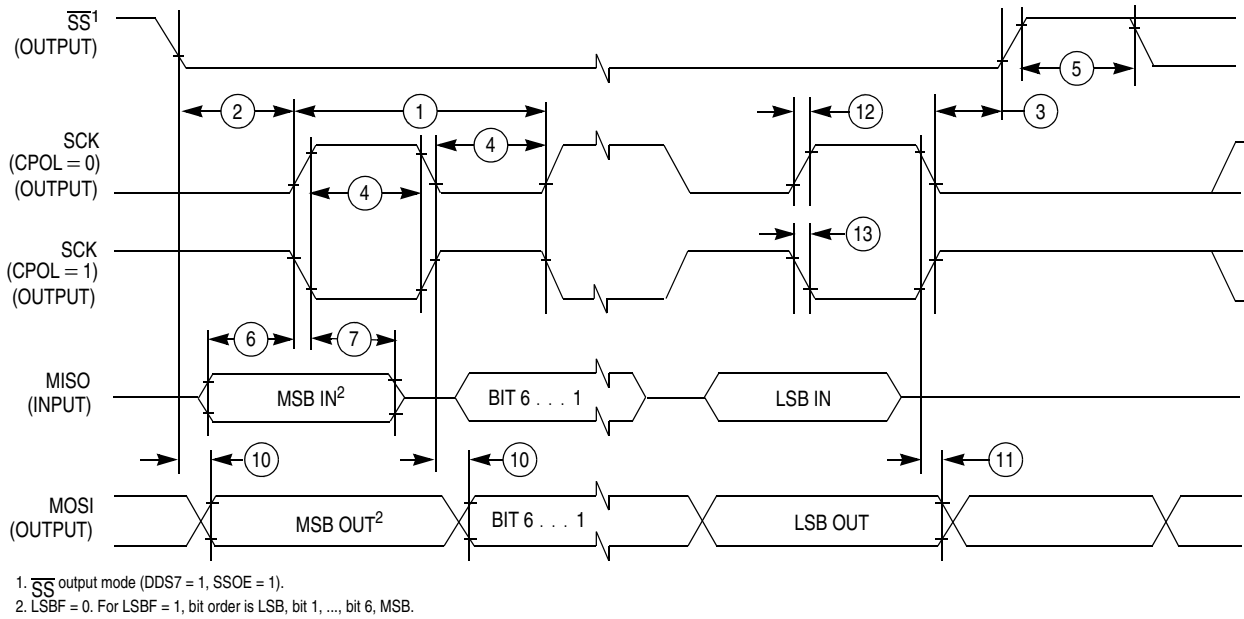 SS¹
(OUTPUT)
5
2
1
12
3
SCK
(CPOL = 0)
(OUTPUT)
4
4
SCK
(CPOL = 1)
(OUTPUT)
13
6
7
MISO
(INPUT)
MSB IN²
BIT 6 . . . 1
LSB IN
10
10
11
MOSI
(OUTPUT)
MSB OUT²
BIT 6 . . . 1
LSB OUT
1. SS output mode (DDS7 = 1, SSOE = 1).
2. LSBF = 0. For LSBF = 1, bit order is LSB, bit 1, ..., bit 6, MSB.